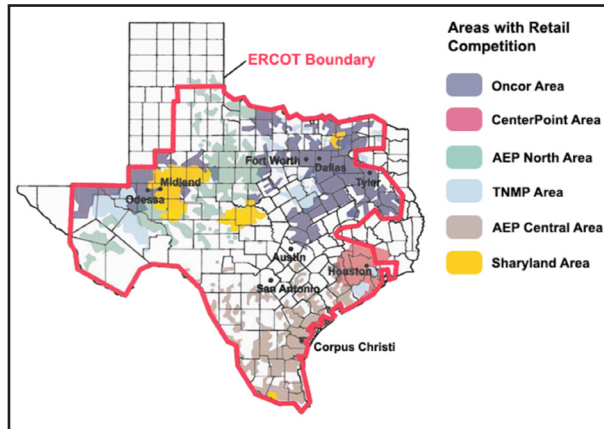 Areas with Retail
Competition
ERCOT Boundary
Oncor Area
CenterPoint Area
AEP North Area
TNMP Area
AEP Central Area
Sharyland Area
Fort Worth
Dallas
Tyler
Midland
Odessa
Austin
Houston
San Antonio
Corpus Christi